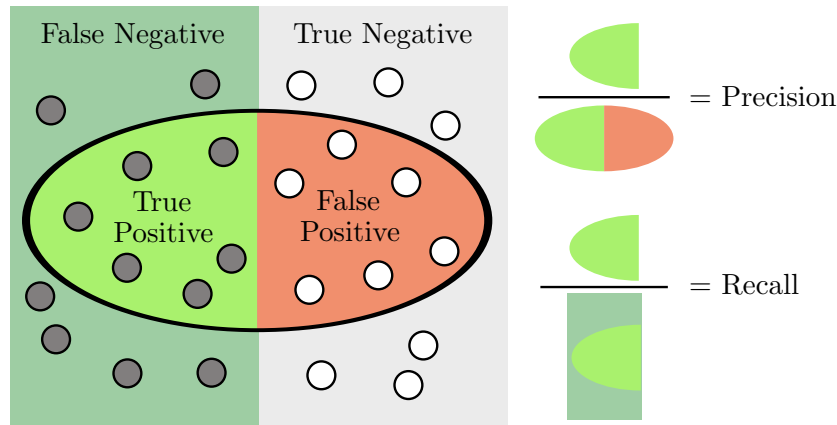 False Negative
True Negative
True
Positive
False
Positive
= Precision
= Recall